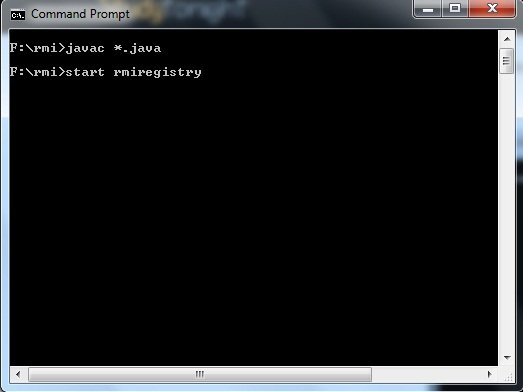 Command Prompt
F:\rmi>javac *.java
F:\rmi>start rmiregistry